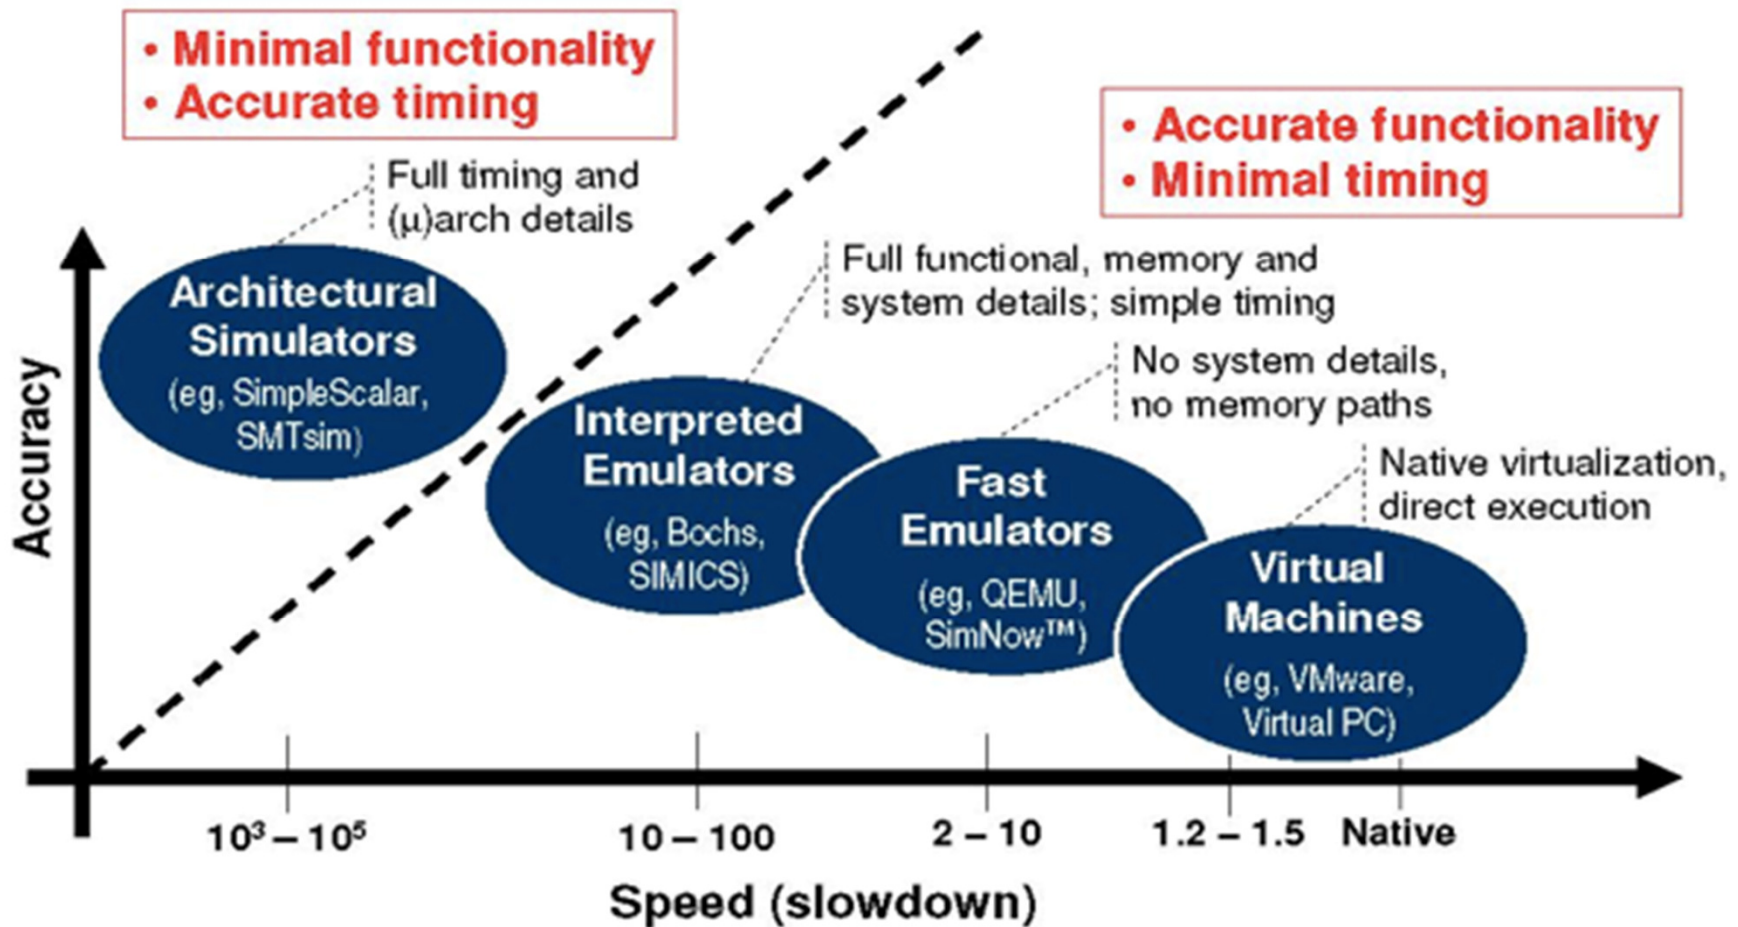 • Minimal functionality
• Accurate timing
• Accurate functionality
• Minimal timing
Full timing and
(μ)arch details
Full functional, memory and
system details; simple timing
No system details,
no memory paths
Native virtualization,
direct execution
Accuracy
Architectural
Simulators
(eg, SimpleScalar,
SMTsim)
Interpreted
Emulators
(eg, Bochs,
SIMICS)
Fast
Emulators
(eg, QEMU,
SimNow™)
Virtual
Machines
(eg, VMware,
Virtual PC)
10³ – 10⁵
10 – 100
2 – 10
1.2 – 1.5
Native
Speed (slowdown)